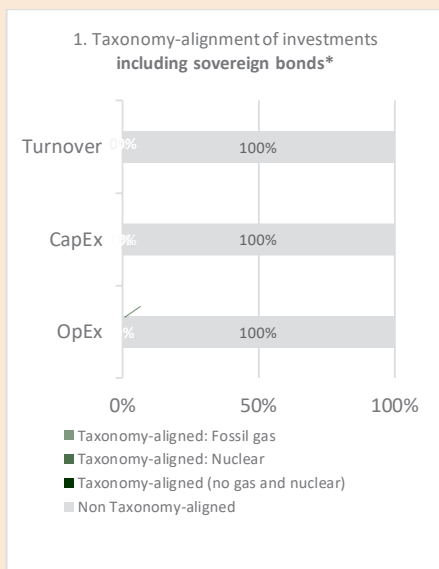 1. Taxonomy-alignment of investments
including sovereign bonds*
Turnover 100%
CapEx 100%
OpEx 100%
0% 50% 100%
Taxonomy-aligned: Fossil gas
Taxonomy-aligned: Nuclear
Taxonomy-aligned (no gas and nuclear)
Non Taxonomy-aligned